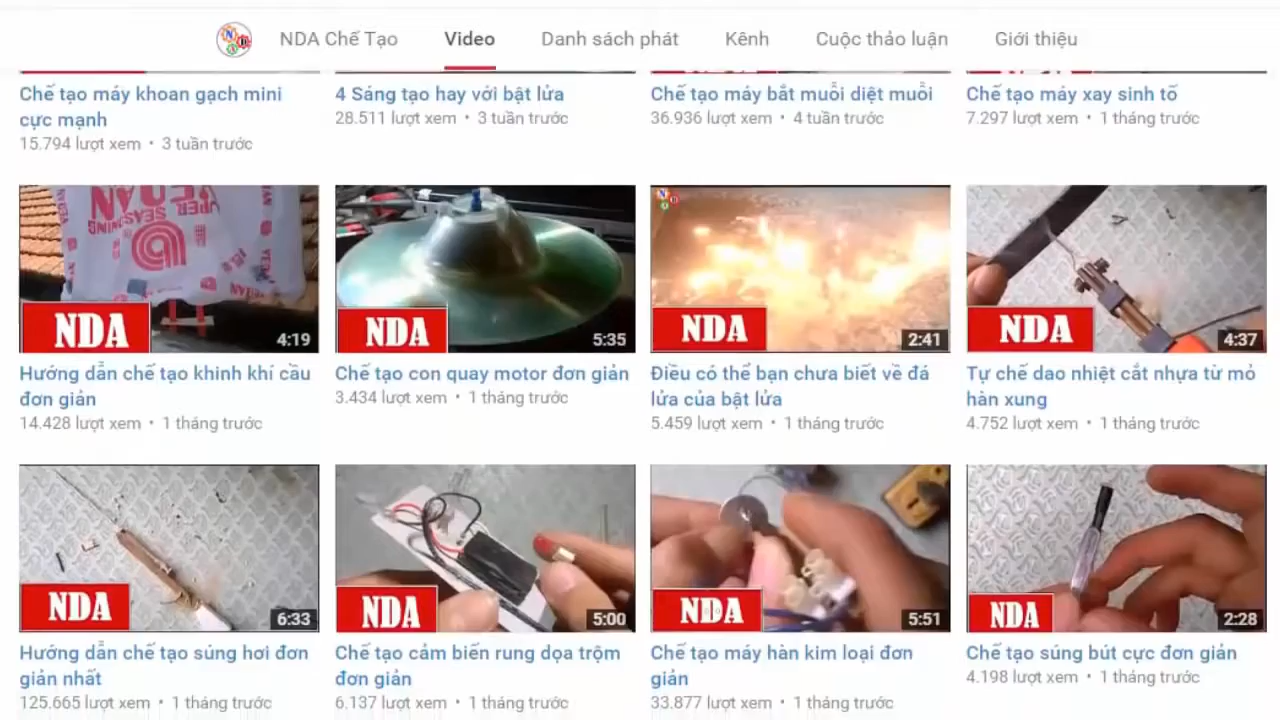 NDA Chế Tạo Video Danh sách phát Kênh Cuộc thảo luận Giới thiệu
Chế tạo máy khoan gạch mini
cực mạnh
15.794 lượt xem • 3 tuần trước
4 Sáng tạo hay với bật lửa
28.511 lượt xem • 3 tuần trước
Chế tạo máy bắt muỗi diệt muỗi
36.936 lượt xem • 4 tuần trước
Chế tạo máy xay sinh tố
7.297 lượt xem • 1 tháng trước
NDA
4:19
Hướng dẫn chế tạo khinh khí cầu
đơn giản
14.428 lượt xem • 1 tháng trước
NDA
5:35
Chế tạo con quay motor đơn giản
3.434 lượt xem • 1 tháng trước
NDA
2:41
Điều có thể bạn chưa biết về đá
lửa của bật lửa
5.459 lượt xem • 1 tháng trước
NDA
4:37
Tự chế dao nhiệt cắt nhựa từ mỏ
hàn xung
4.752 lượt xem • 1 tháng trước
NDA
6:33
Hướng dẫn chế tạo súng hơi đơn
giản nhất
125.665 lượt xem • 1 tháng trước
NDA
5:00
Chế tạo cảm biến rung dọa trộm
đơn giản
6.137 lượt xem • 1 tháng trước
NDA
5:51
Chế tạo máy hàn kim loại đơn
giản
33.877 lượt xem • 1 tháng trước
NDA
2:28
Chế tạo súng bút cực đơn giản
4.198 lượt xem • 1 tháng trước